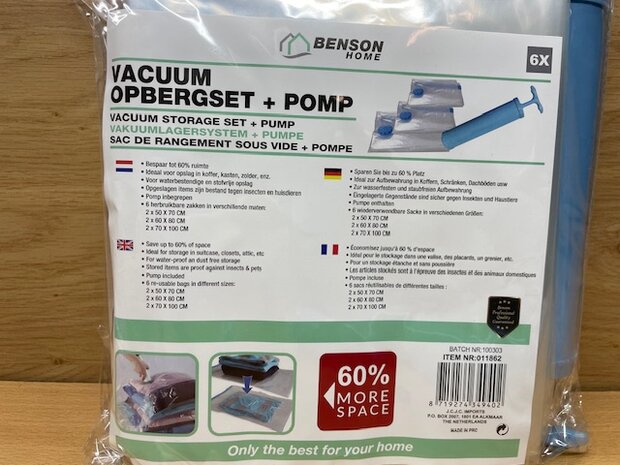 BENSON
HOME
6X
VACUUM
OPBERGSET + POMP
VACUUM STORAGE SET + PUMP
VAKUUMLAGERSYSTEM + PUMPE
SAC DE RANGEMENT SOUS VIDE + POMPE
• Bespaar tot 60% ruimte
• Ideaal voor opslag in koffer, kasten, zolder, enz.
• Voor waterbestendige en stofvrije opslag
• Opgeslagen items zijn bestand tegen insecten en huisdieren
• Pomp inbegrepen
• 6 herbruikbare zakken in verschillende maten:
2 x 50 X 70 CM
2 x 60 X 80 CM
2 x 70 X 100 CM
• Sparen Sie bis zu 60 % Platz
• Ideal zur Aufbewahrung in Koffern, Schränken, Dachböden usw
• Zur wasserfesten und staubfreien Aufbewahrung
• Eingelagerte Gegenstände sind sicher gegen Insekten und Haustiere
• Pumpe enthalten
• 6 wiederverwendbare Sacke in verschiedenen Größen:
2 x 50 X 70 CM
2 x 60 X 80 CM
2 x 70 X 100 CM
• Save up to 60% of space
• Ideal for storage in suitcase, closets, attic, etc
• For water-proof an dust free storage
• Stored items are proof against insects & pets
• Pump included
• 6 re-usable bags in different sizes:
2 x 50 X 70 CM
2 x 60 X 80 CM
2 x 70 X 100 CM
• Économisez jusqu'à 60 % d'espace
• Idéal pour le stockage dans une valise, des placards, un grenier, etc.
• Pour un stockage étanche et sans poussière
• Les articles stockés sont à l'épreuve des insectes et des animaux domestiques
• Pompe incluse
• 6 sacs réutilisables de différentes tailles :
2 x 50 X 70 CM
2 x 60 X 80 CM
2 x 70 X 100 CM
Benson
Professional
Quality
Guaranteed
BATCH NR:100303
ITEM NR:011862
60%
MORE
SPACE
8 719274 349402
J.C.J.C. IMPORTS
P.O. BOX 2007, 1801 EA ALKMAAR
THE NETHERLANDS
MADE IN PRC
Only the best for your home